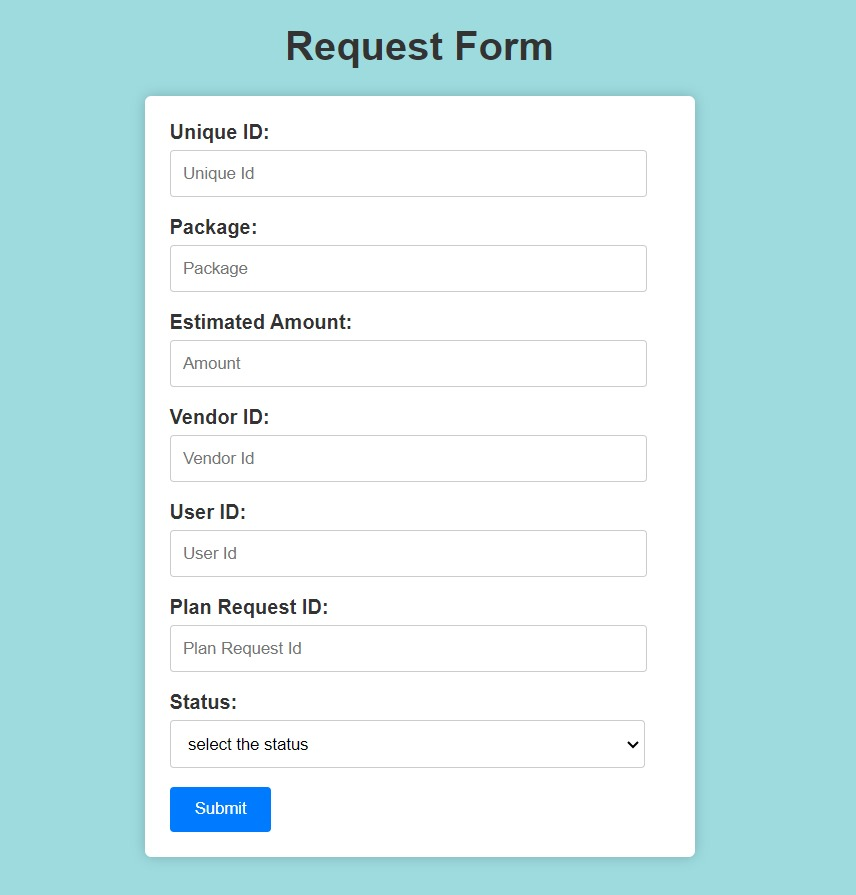 Request Form
Unique ID:
Unique Id
Package:
Package
Estimated Amount:
Amount
Vendor ID:
Vendor Id
User ID:
User Id
Plan Request ID:
Plan Request Id
Status:
select the status
Submit